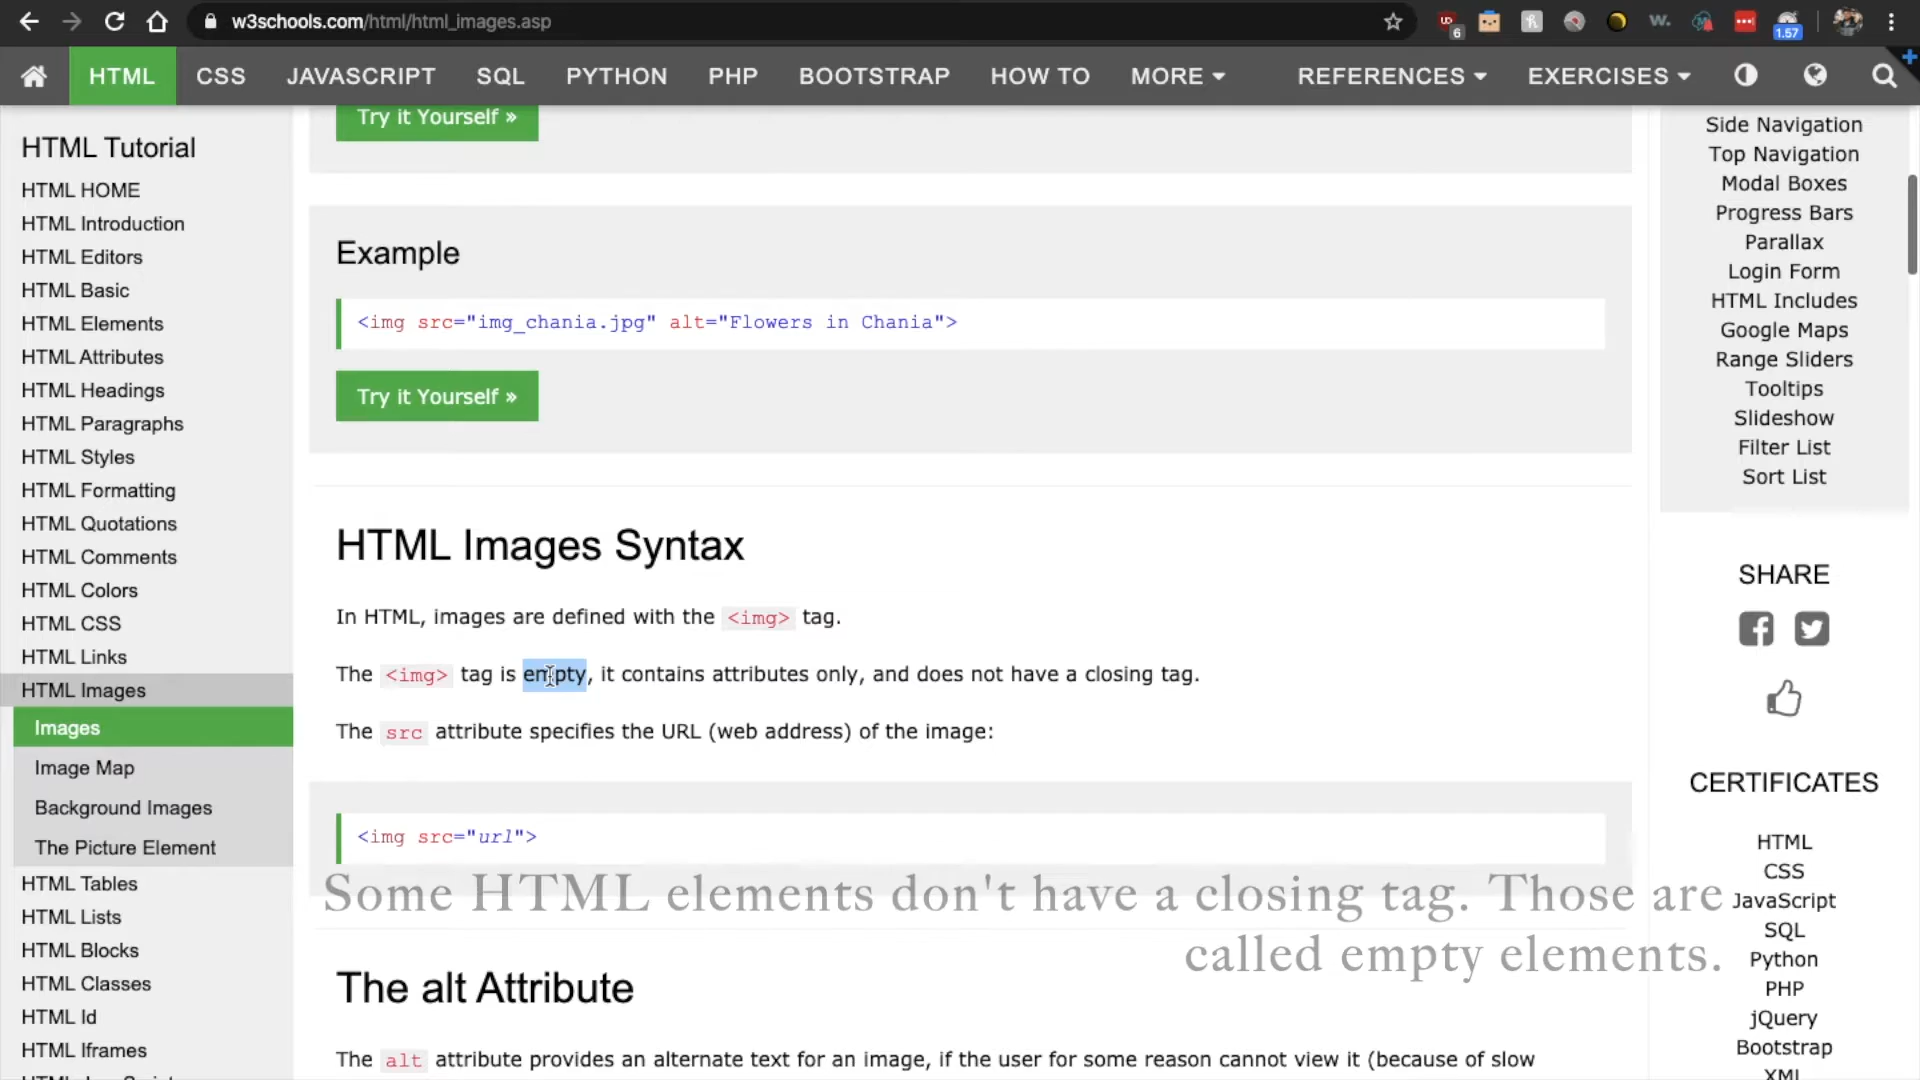 w3schools.com/html/html_images.asp
6
1.57
HTML CSS JAVASCRIPT SQL PYTHON PHP BOOTSTRAP HOW TO MORE REFERENCES EXERCISES
HTML Tutorial
HTML HOME
HTML Introduction
HTML Editors
HTML Basic
HTML Elements
HTML Attributes
HTML Headings
HTML Paragraphs
HTML Styles
HTML Formatting
HTML Quotations
HTML Comments
HTML Colors
HTML CSS
HTML Links
HTML Images
Images
Image Map
Background Images
The Picture Element
HTML Tables
HTML Lists
HTML Blocks
HTML Classes
HTML Id
HTML Iframes
Try it Yourself »
Example
<img src="img_chania.jpg" alt="Flowers in Chania">
Try it Yourself »
HTML Images Syntax
In HTML, images are defined with the <img> tag.
The <img> tag is empty, it contains attributes only, and does not have a closing tag.
The src attribute specifies the URL (web address) of the image:
<img src="url">
Some HTML elements don't have a closing tag. Those are
called empty elements.
The alt Attribute
The alt attribute provides an alternate text for an image, if the user for some reason cannot view it (because of slow
Side Navigation
Top Navigation
Modal Boxes
Progress Bars
Parallax
Login Form
HTML Includes
Google Maps
Range Sliders
Tooltips
Slideshow
Filter List
Sort List
SHARE
CERTIFICATES
HTML
CSS
JavaScript
SQL
Python
PHP
jQuery
Bootstrap
XML